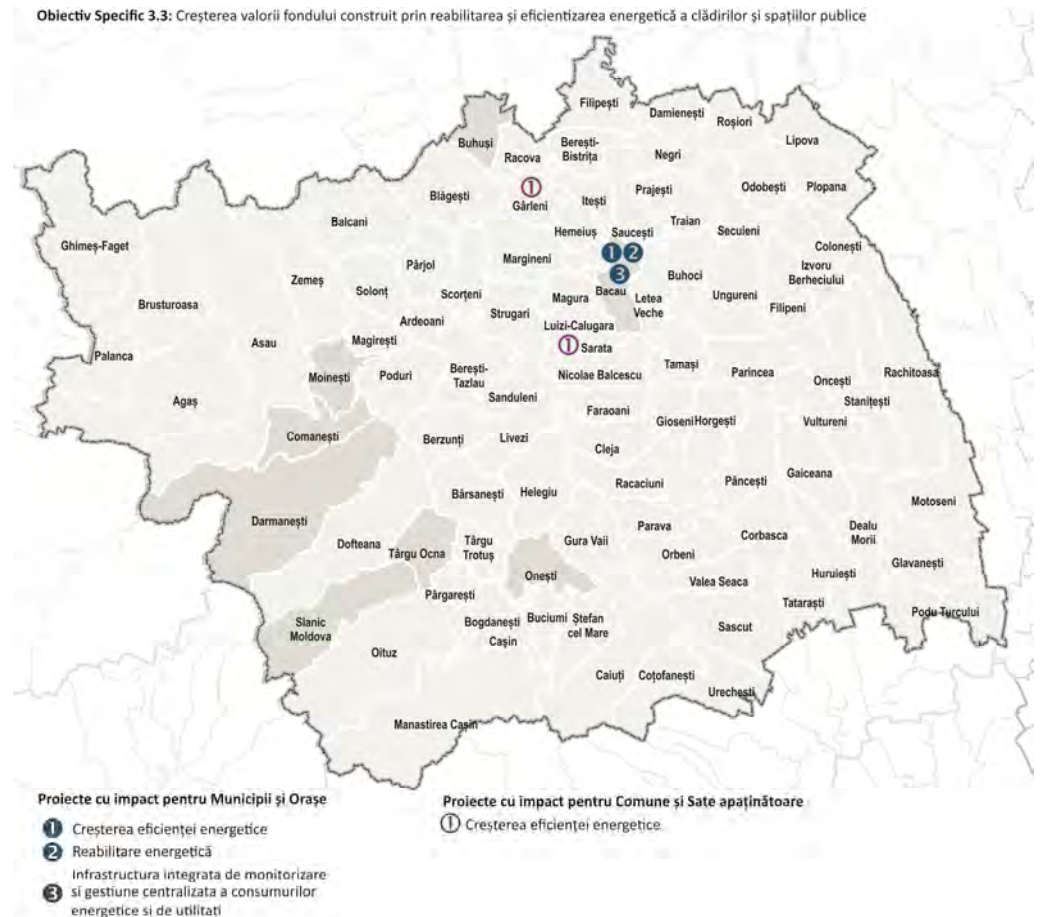 Obiectiv Specific 3.3: Creșterea valorii fondului construit prin reabilitarea și eficientizarea energetică a clădirilor și spațiilor publice
Filipești
Damienești
Roșiori
Buhuși
Racova
Berești-
Bistrița
Negri
Lipova
Blăgești
1
Gârleni
Itești
Prajești
Odobești
Plopana
Balcani
Hemeiuș
Saucești
Traian
Seculeni
Ghimeș-Faget
Colonești
Margineni
1 2
3
Pârjol
Zemeș
Buhoci
Izvoru
Berheciului
Brusturoasa
Solonț
Scorțeni
Magura
Bacau
Letea
Veche
Ungureni
Filipeni
Ardeoani
Strugari
Luizi-Calugara
Palanca
Asau
Magirești
1
Sarata
Moinești
Poduri
Berești-
Tazlau
Nicolae Balcescu
Tamași
Parincea
Oncești
Rachitoasa
Agaș
Sanduleni
Stanițești
Faraoani
Gioseni
Horgești
Vultureni
Comanești
Berzunți
Livezi
Cleja
Racaciuni
Pâncești
Gaiceana
Bârsanești
Helegiu
Motoseni
Darmanești
Parava
Corbasca
Dealu
Morii
Dofteana
Târgu Ocna
Târgu
Trotuș
Gura Vaii
Orbeni
Glavanești
Onești
Valea Seaca
Huruiești
Pârgarești
Tatarași
Podu Turcului
Slanic
Moldova
Bogdanești
Buciumi
Ștefan
cel Mare
Cașin
Sascut
Oituz
Caiuți
Coțofanești
Urechești
Manastirea Cașin
Proiecte cu impact pentru Municipii și Orașe
1 Creșterea eficienței energetice
2 Reabilitare energetică
Infrastructura integrata de monitorizare
3 si gestiune centralizata a consumurilor
energetice si de utilitati
Proiecte cu impact pentru Comune și Sate apaținătoare
1 Creșterea eficienței energetice